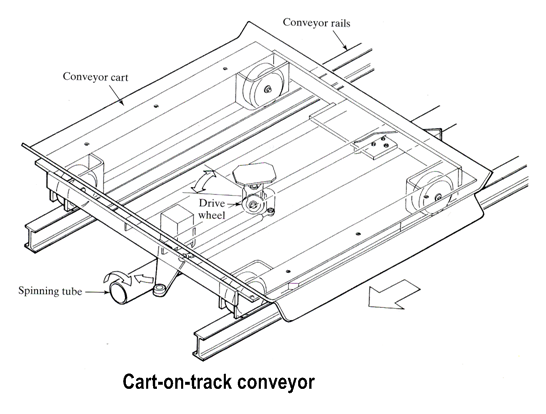 Conveyor rails
Conveyor cart
Drive
wheel
Spinning tube
Cart-on-track conveyor